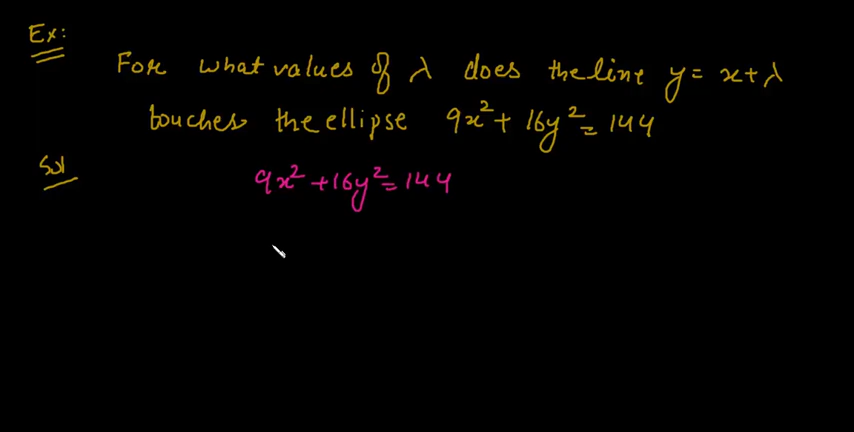 Ex:
For what values of λ does the line y = x+λ
touches the ellipse 9x² + 16y² = 144
Sol
9x² + 16y² = 144